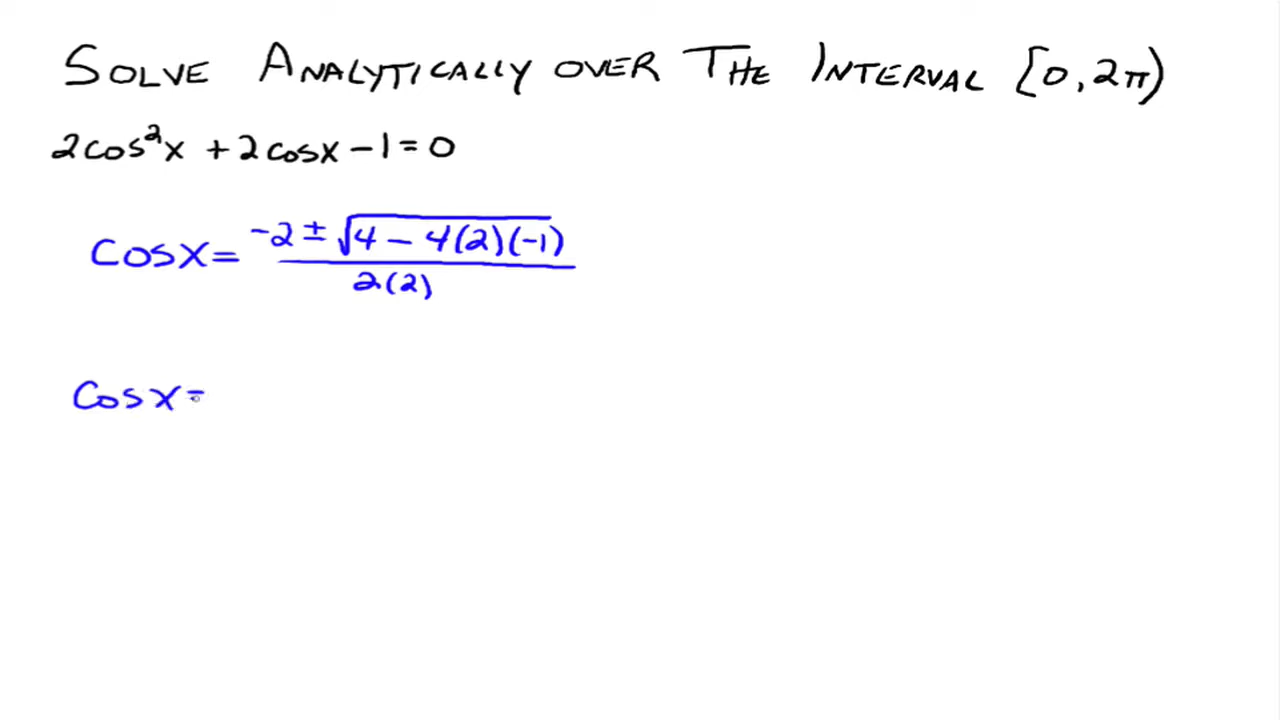 SOLVE ANALYTICALLY OVER THE INTERVAL [0, 2π)
2cos²x + 2cosx - 1 = 0
cosx = (-2 ± √(4 - 4(2)(-1))) / 2(2)
cosx =